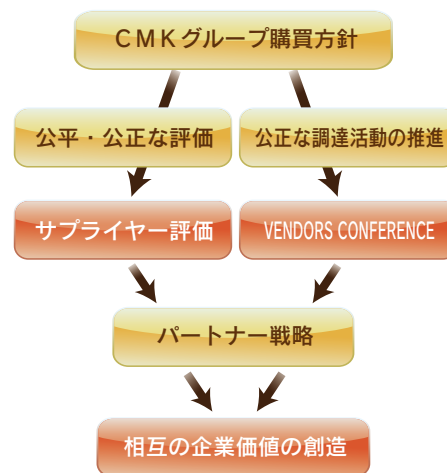 CMKグループ購買方針
公平・公正な評価
公正な調達活動の推進
サプライヤー評価
VENDORS CONFERENCE
パートナー戦略
相互の企業価値の創造